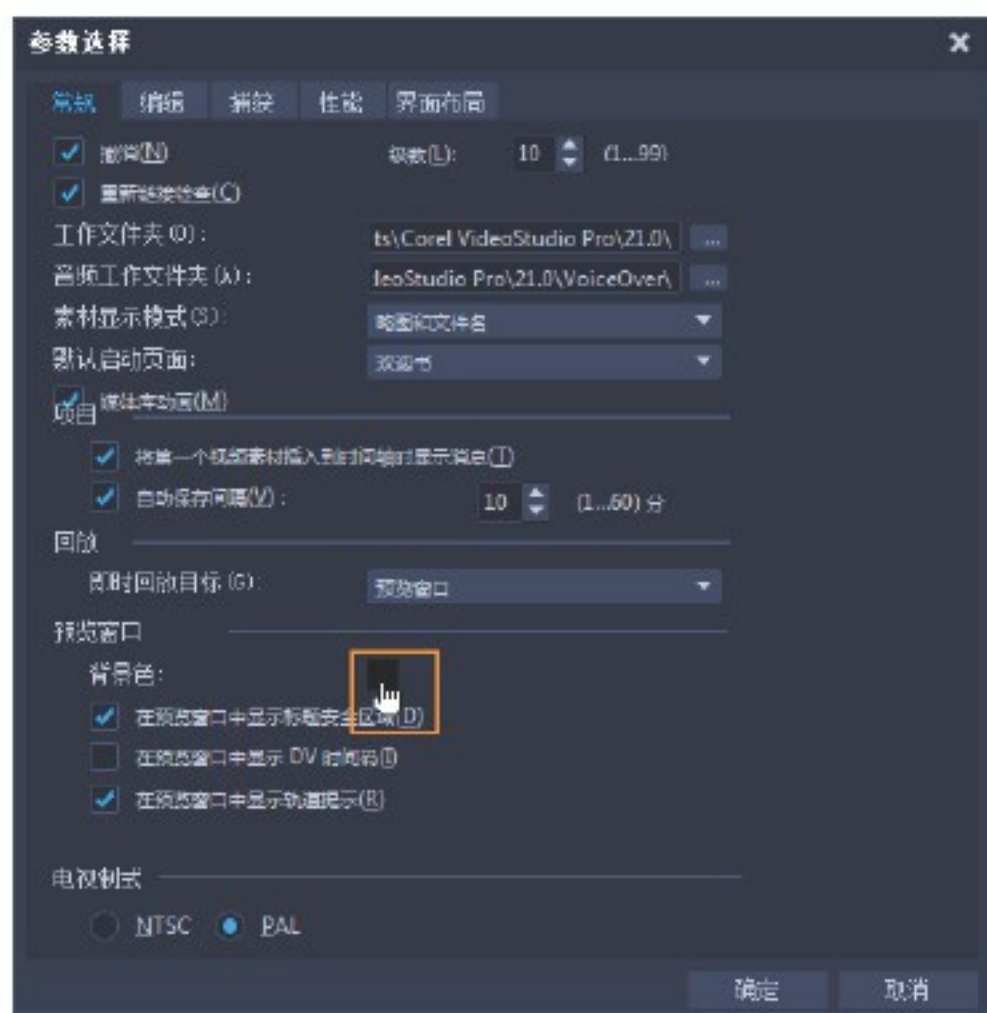 参数选择
常规 编辑 捕获 性能 界面布局
撤消(N) 级数(L): 10 (1...99)
重新链接检查(C)
工作文件夹(O): ts\Corel VideoStudio Pro\21.0\ ...
音频工作文件夹(A): leoStudio Pro\21.0\VoiceOver\ ...
素材显示模式(S): 略图和文件名
默认启动页面: 欢迎书
媒体库动画(M)
项目
将第一个视频素材插入到时间轴时显示消息(T)
自动保存间隔(V): 10 (1...60) 分
回放
即时回放目标(G): 预览窗口
预览窗口
背景色:
在预览窗口中显示标题安全区域(D)
在预览窗口中显示 DV 时间码(I)
在预览窗口中显示轨道提示(R)
电视制式
NTSC PAL
确定 取消